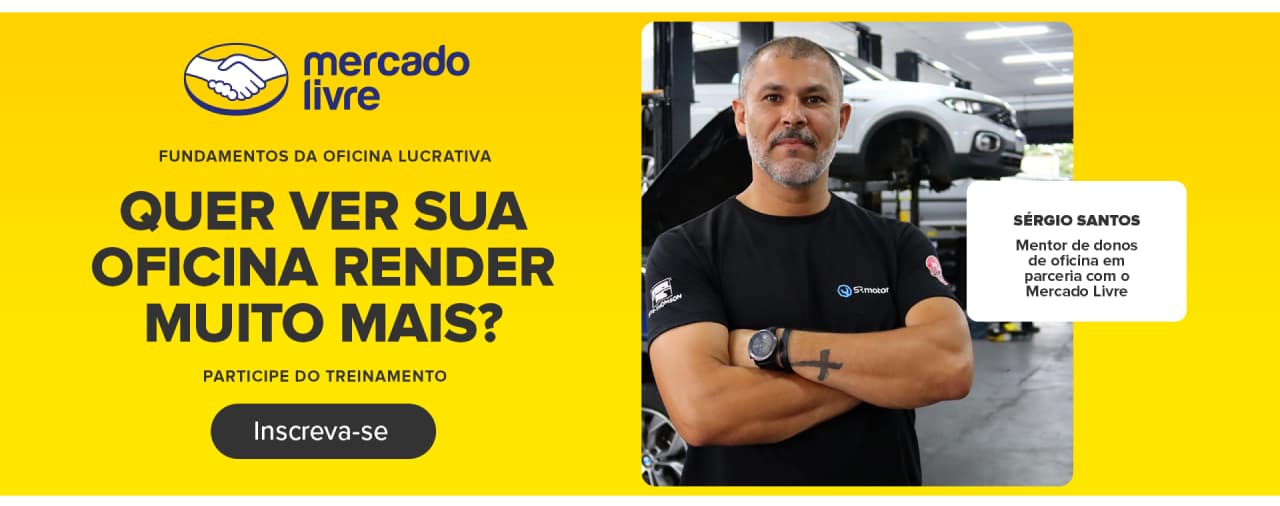 mercado
livre
FUNDAMENTOS DA OFICINA LUCRATIVA
QUER VER SUA
OFICINA RENDER
MUITO MAIS?
PARTICIPE DO TREINAMENTO
Inscreva-se
SRmotor
SÉRGIO SANTOS
Mentor de donos
de oficina em
parceria com o
Mercado Livre